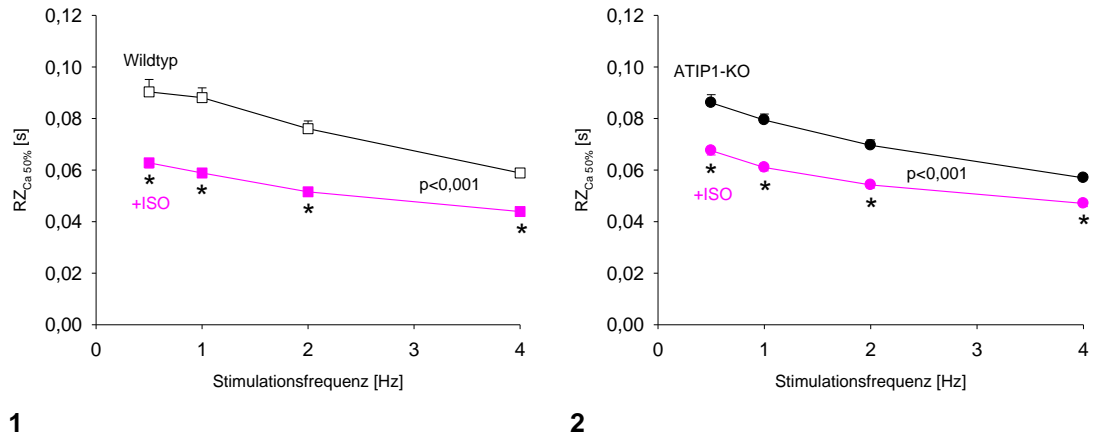 0,12
0,10
0,08
0,06
0,04
0,02
0,00
RZCa 50% [s]
Wildtyp
+ISO
p<0,001
* * * *
0 1 2 3 4
Stimulationsfrequenz [Hz]
1
0,12
0,10
0,08
0,06
0,04
0,02
0,00
RZCa 50% [s]
ATIP1-KO
+ISO
p<0,001
* * * *
0 1 2 3 4
Stimulationsfrequenz [Hz]
2